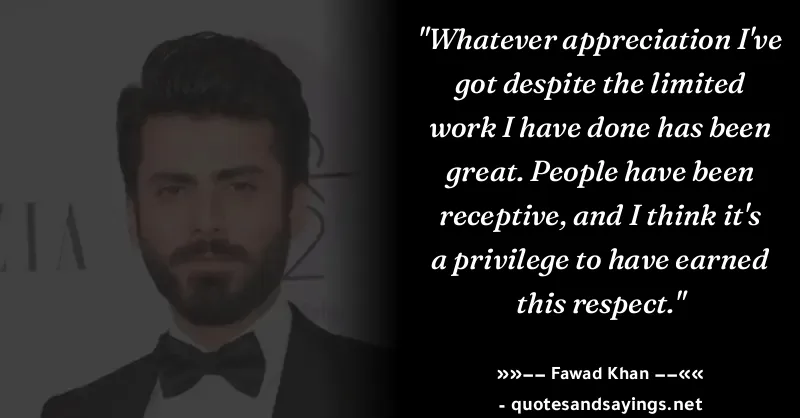 "Whatever appreciation I've
got despite the limited
work I have done has been
great. People have been
receptive, and I think it's
a privilege to have earned
this respect."
»»−− Fawad Khan −−««
- quotesandsayings.net